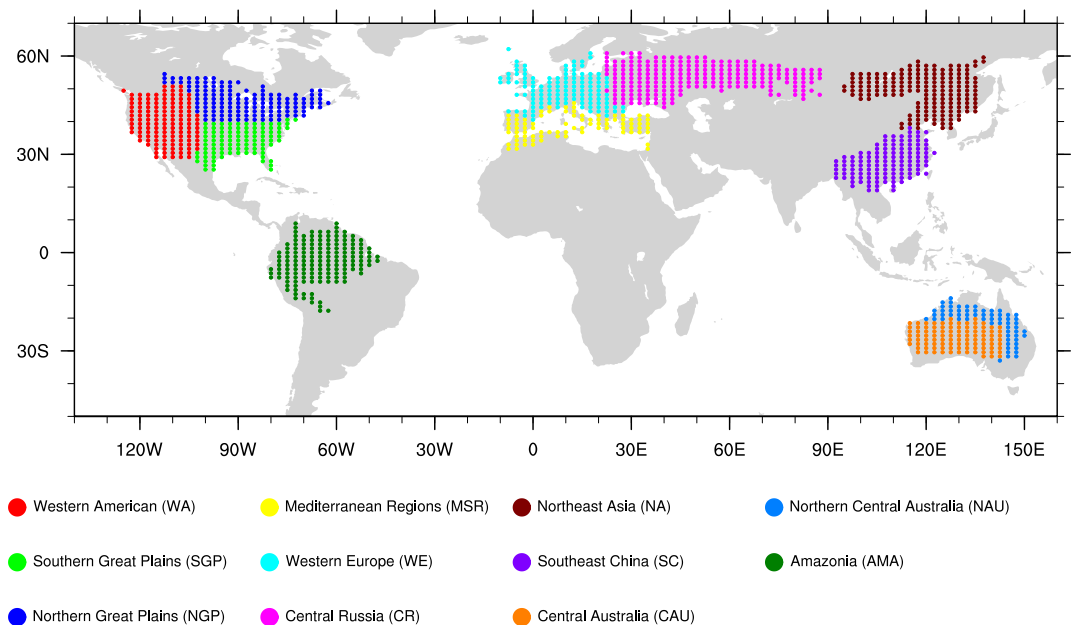 60N
30N
0
30S
120W 90W 60W 30W 0 30E 60E 90E 120E 150E
Western American (WA) Mediterranean Regions (MSR) Northeast Asia (NA) Northern Central Australia (NAU)
Southern Great Plains (SGP) Western Europe (WE) Southeast China (SC) Amazonia (AMA)
Northern Great Plains (NGP) Central Russia (CR) Central Australia (CAU)